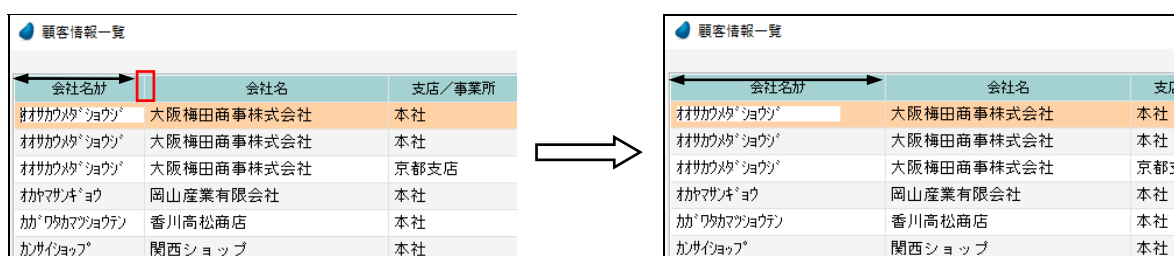 顧客情報一覧
会社名ｶﾅ 会社名 支店／事業所
ｵｵｻｶｳﾒﾀﾞｼｮｳｼﾞ 大阪梅田商事株式会社 本社
ｵｵｻｶｳﾒﾀﾞｼｮｳｼﾞ 大阪梅田商事株式会社 本社
ｵｵｻｶｳﾒﾀﾞｼｮｳｼﾞ 大阪梅田商事株式会社 京都支店
ｵｶﾔﾏｻﾝｷﾞｮｳ 岡山産業有限会社 本社
ｶｶﾞﾜﾀｶﾏﾂｼｮｳﾃﾝ 香川高松商店 本社
ｶﾝｻｲｼｮｯﾌﾟ 関西ショップ 本社
顧客情報一覧
会社名ｶﾅ 会社名 支店
ｵｵｻｶｳﾒﾀﾞｼｮｳｼﾞ 大阪梅田商事株式会社 本社
ｵｵｻｶｳﾒﾀﾞｼｮｳｼﾞ 大阪梅田商事株式会社 本社
ｵｵｻｶｳﾒﾀﾞｼｮｳｼﾞ 大阪梅田商事株式会社 京都支
ｵｶﾔﾏｻﾝｷﾞｮｳ 岡山産業有限会社 本社
ｶｶﾞﾜﾀｶﾏﾂｼｮｳﾃﾝ 香川高松商店 本社
ｶﾝｻｲｼｮｯﾌﾟ 関西ショップ 本社